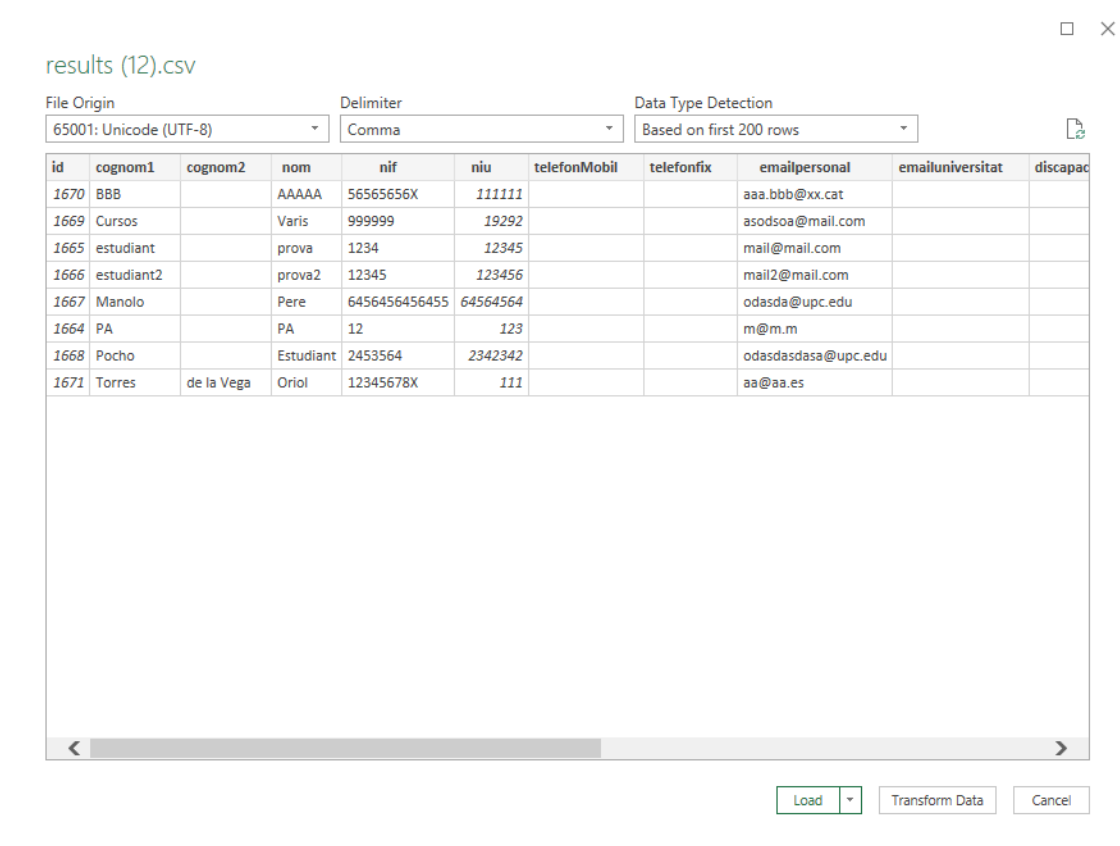 results (12).csv
File Origin Delimiter Data Type Detection
65001: Unicode (UTF-8) Comma Based on first 200 rows
id cognom1 cognom2 nom nif niu telefonMobil telefonfix emailpersonal emailuniversitat discapac
1670 BBB AAAAA 56565656X 111111 aaa.bbb@xx.cat
1669 Cursos Varis 999999 19292 asodsoa@mail.com
1665 estudiant prova 1234 12345 mail@mail.com
1666 estudiant2 prova2 12345 123456 mail2@mail.com
1667 Manolo Pere 6456456456455 64564564 odasda@upc.edu
1664 PA PA 12 123 m@m.m
1668 Pocho Estudiant 2453564 2342342 odasdasdasa@upc.edu
1671 Torres de la Vega Oriol 12345678X 111 aa@aa.es
Load Transform Data Cancel